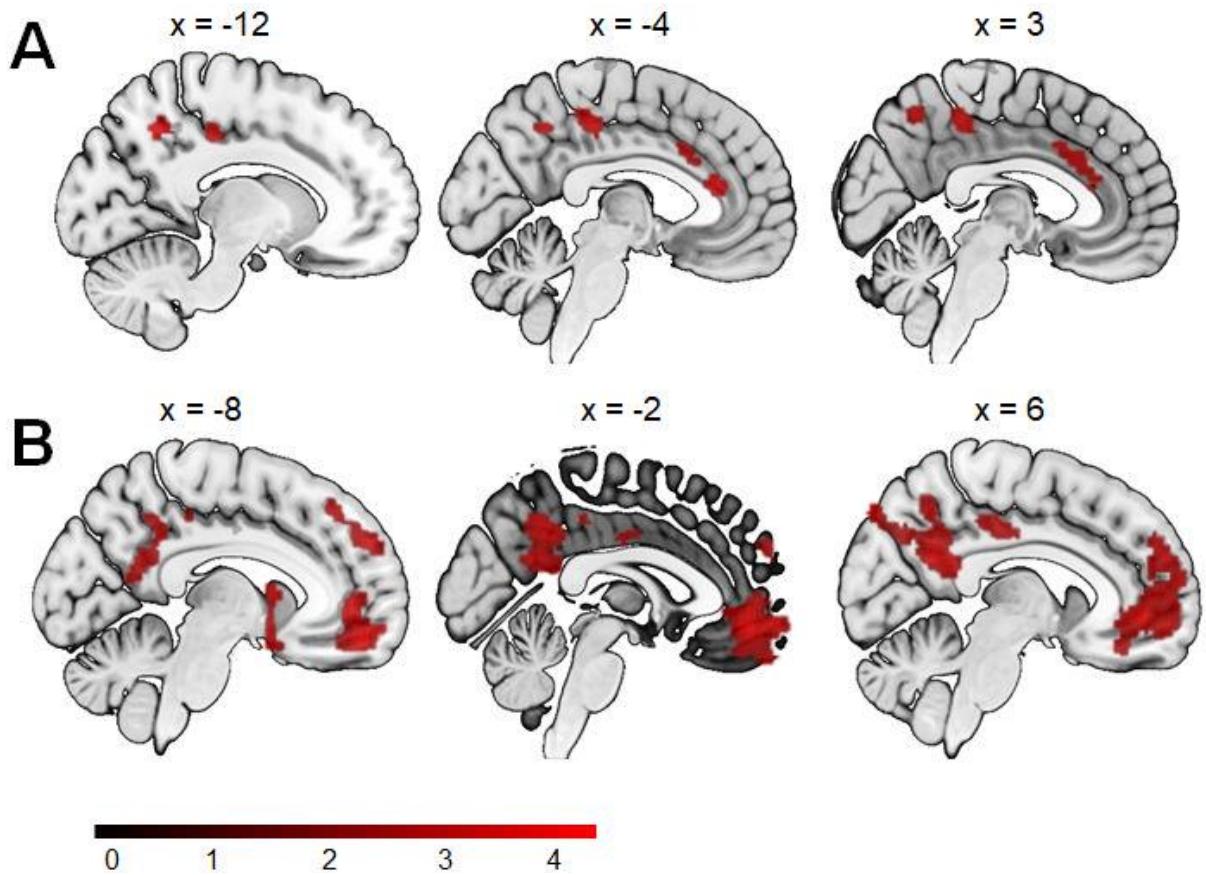 A
x = -12
x = -4
x = 3
B
x = -8
x = -2
x = 6
0 1 2 3 4